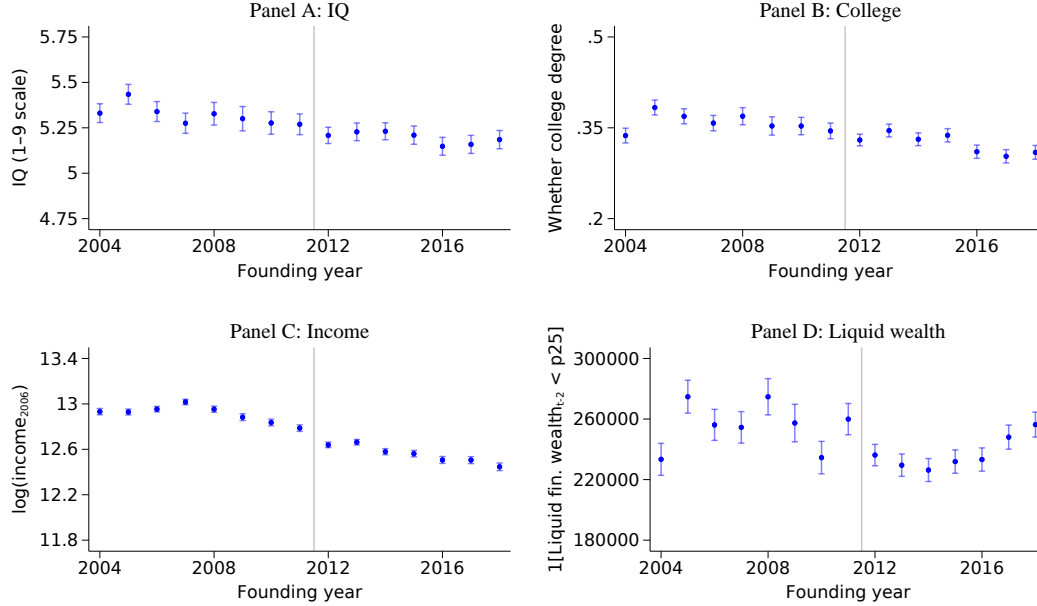 Panel A: IQ
IQ (1–9 scale)
5.75
5.5
5.25
5
4.75
2004 2008 2012 2016
Founding year
Panel B: College
Whether college degree
.5
.35
.2
2004 2008 2012 2016
Founding year
Panel C: Income
log(income2006)
13.4
13
12.6
12.2
11.8
2004 2008 2012 2016
Founding year
Panel D: Liquid wealth
1[Liquid fin. wealtht-2 < p25]
300000
260000
220000
180000
2004 2008 2012 2016
Founding year